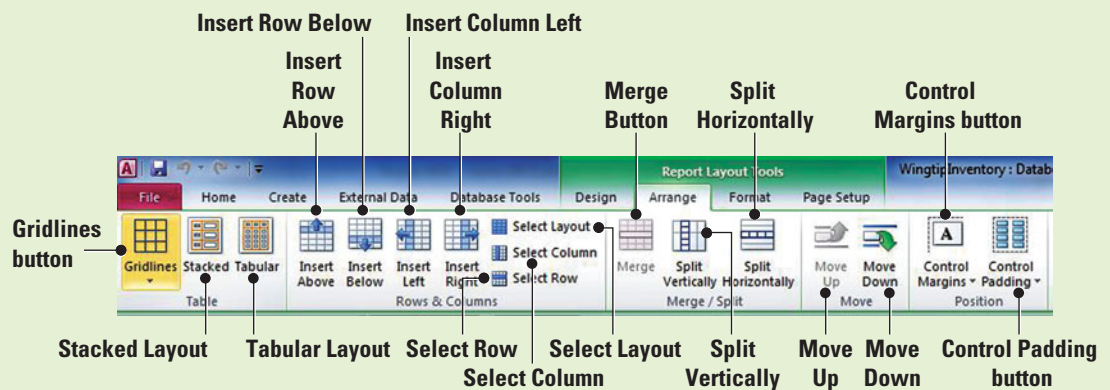 Insert Row Below
Insert Column Left
Insert
Row
Above
Insert
Column
Right
Merge
Button
Split
Horizontally
Control
Margins button
A
Report Layout Tools
WingtipInventory : Datab
File Home Create External Data Database Tools Design Arrange Format Page Setup
Gridlines
button
Gridlines
Stacked
Tabular
Insert
Above
Insert
Below
Insert
Left
Insert
Right
Select Layout
Select Column
Select Row
Merge
Split
Vertically
Split
Horizontally
Move
Up
Move
Down
A
Control
Margins
Control
Padding
Table
Rows & Columns
Merge / Split
Move
Position
Stacked Layout
Tabular Layout
Select Row
Select Column
Select Layout
Split
Vertically
Move
Up
Move
Down
Control Padding
button